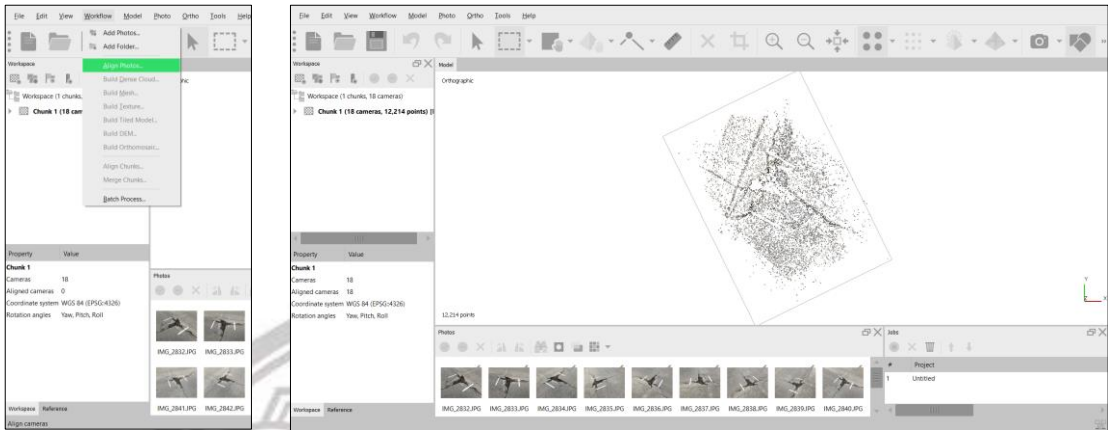 File Edit View Workflow Model Photo Ortho Tools Help
Add Photos...
Add Folder...
Align Photos...
Build Dense Cloud...
Build Mesh...
Build Texture...
Build Tiled Model...
Build DEM...
Build Orthomosaic...
Align Chunks...
Merge Chunks...
Batch Process...
Workspace
Workspace (1 chunks,
Chunk 1 (18 cam
Property Value
Chunk 1
Cameras 18
Aligned cameras 0
Coordinate system WGS 84 (EPSG:4326)
Rotation angles Yaw, Pitch, Roll
Photos
IMG_2832.JPG IMG_2833.JPG
IMG_2841.JPG IMG_2842.JPG
Workspace Reference
Align cameras
File Edit View Workflow Model Photo Ortho Tools Help
Workspace
Model
Workspace (1 chunks, 18 cameras)
Chunk 1 (18 cameras, 12,214 points) [
Orthographic
Property Value
Chunk 1
Cameras 18
Aligned cameras 18
Coordinate system WGS 84 (EPSG:4326)
Rotation angles Yaw, Pitch, Roll
12,214 points
Y
Z X
Photos
IMG_2832.JPG IMG_2833.JPG IMG_2834.JPG IMG_2835.JPG IMG_2836.JPG IMG_2837.JPG IMG_2838.JPG IMG_2839.JPG IMG_2840.JPG
Jobs
# Project
1 Untitled
Workspace Reference